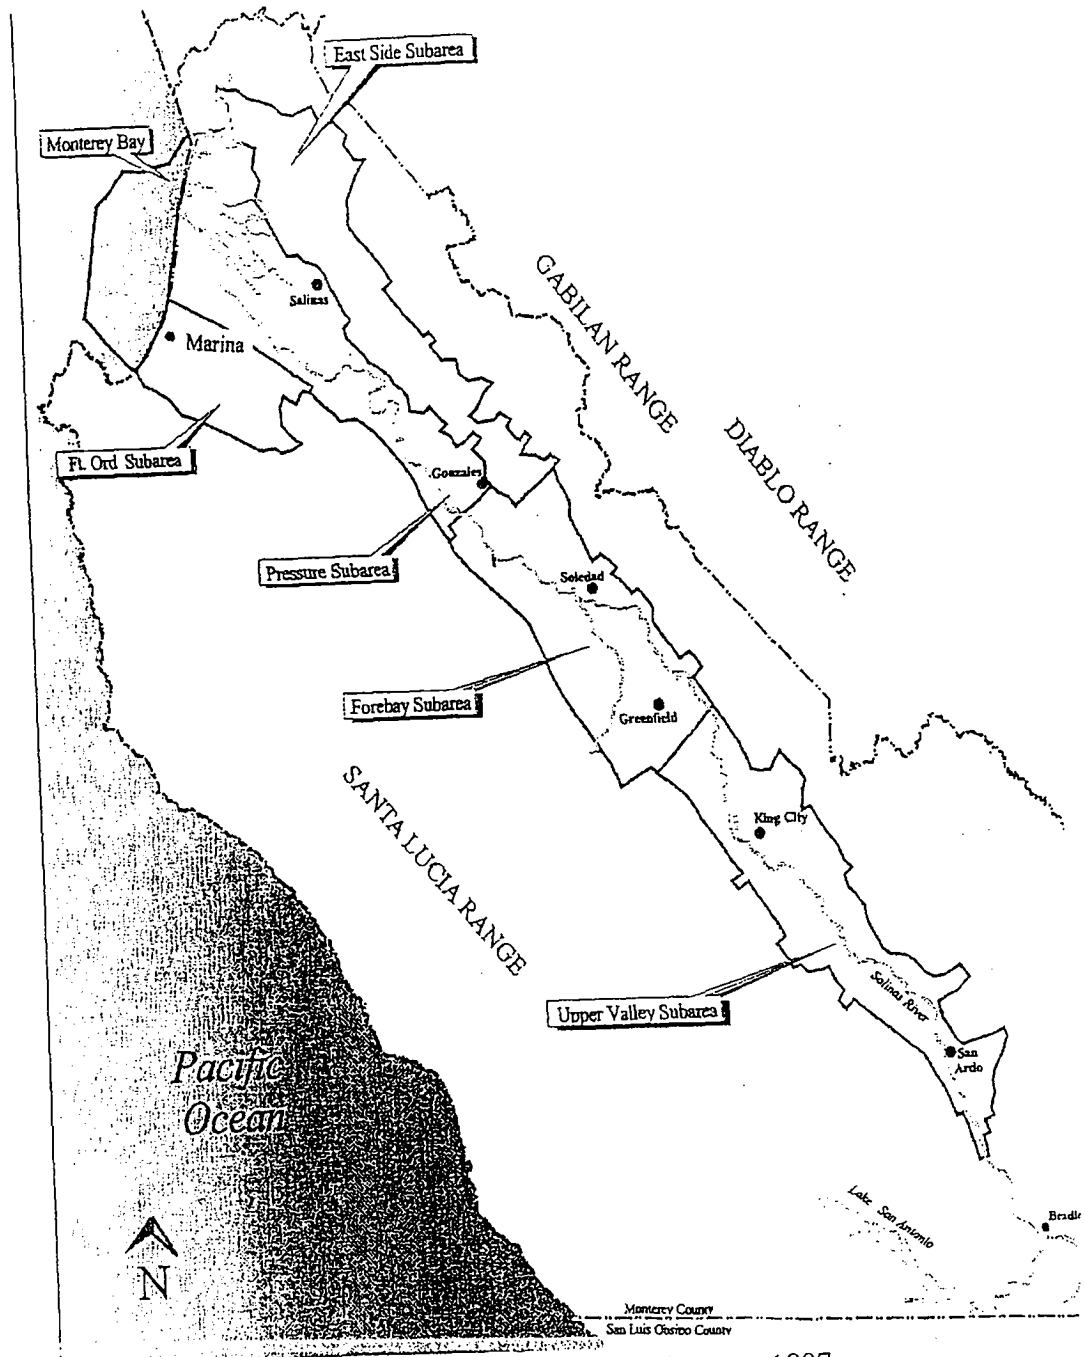 East Side Subarea
Monterey Bay
GABILAN RANGE
Salinas
Marina
DIABLO RANGE
Ft. Ord Subarea
Gonzales
Pressure Subarea
Soledad
Forebay Subarea
Greenfield
SANTA LUCIA RANGE
King City
Salinas River
Upper Valley Subarea
San
Ardo
Pacific
Ocean
Lake San Antonio
N
Monterey County
San Luis Obispo County